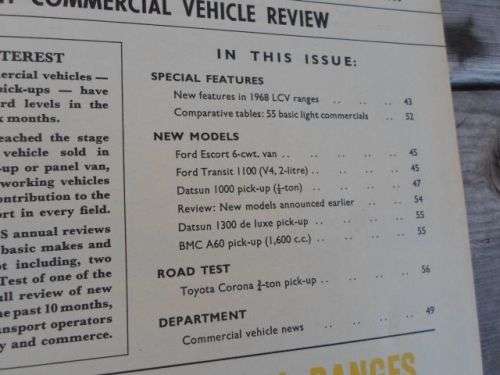 COMMERCIAL VEHICLE REVIEW
TEREST
ercial vehicles —
pick-ups — have
rd levels in the
x months.
eached the stage
vehicle sold in
-up or panel van,
working vehicles
ontribution to the
ort in every field.
S annual reviews
basic makes and
ot including, two
Test of one of the
ull review of new
he past 10 months,
ansport operators
y and commerce.
IN THIS ISSUE:
SPECIAL FEATURES
New features in 1968 LCV ranges .. .. .. 43
Comparative tables: 55 basic light commercials .. .. 52
NEW MODELS
Ford Escort 6-cwt. van .. .. .. .. 45
Ford Transit 1100 (V4, 2-litre) .. .. .. 45
Datsun 1000 pick-up (½-ton) .. .. .. 47
Review: New models announced earlier .. .. 54
Datsun 1300 de luxe pick-up .. .. .. 55
BMC A60 pick-up (1,600 c.c.) .. .. .. 55
ROAD TEST
Toyota Corona ¾-ton pick-up .. .. .. 56
DEPARTMENT
Commercial vehicle news .. .. .. .. 49
RANGES